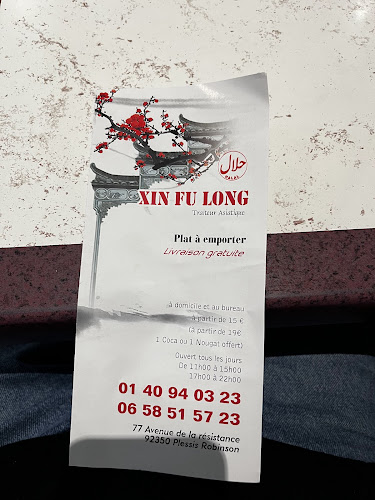 حلال
HALAL
XIN FU LONG
Traiteur Asiatique
Plat à emporter
Livraison gratuite
à domicile et au bureau
à partir de 15 €
(à partir de 19€
1 Coca ou 1 Nougat offert)
Ouvert tous les jours
De 11h00 à 15h00
17h00 à 22h00
01 40 94 03 23
06 58 51 57 23
77 Avenue de la résistance
92350 Plessis Robinson